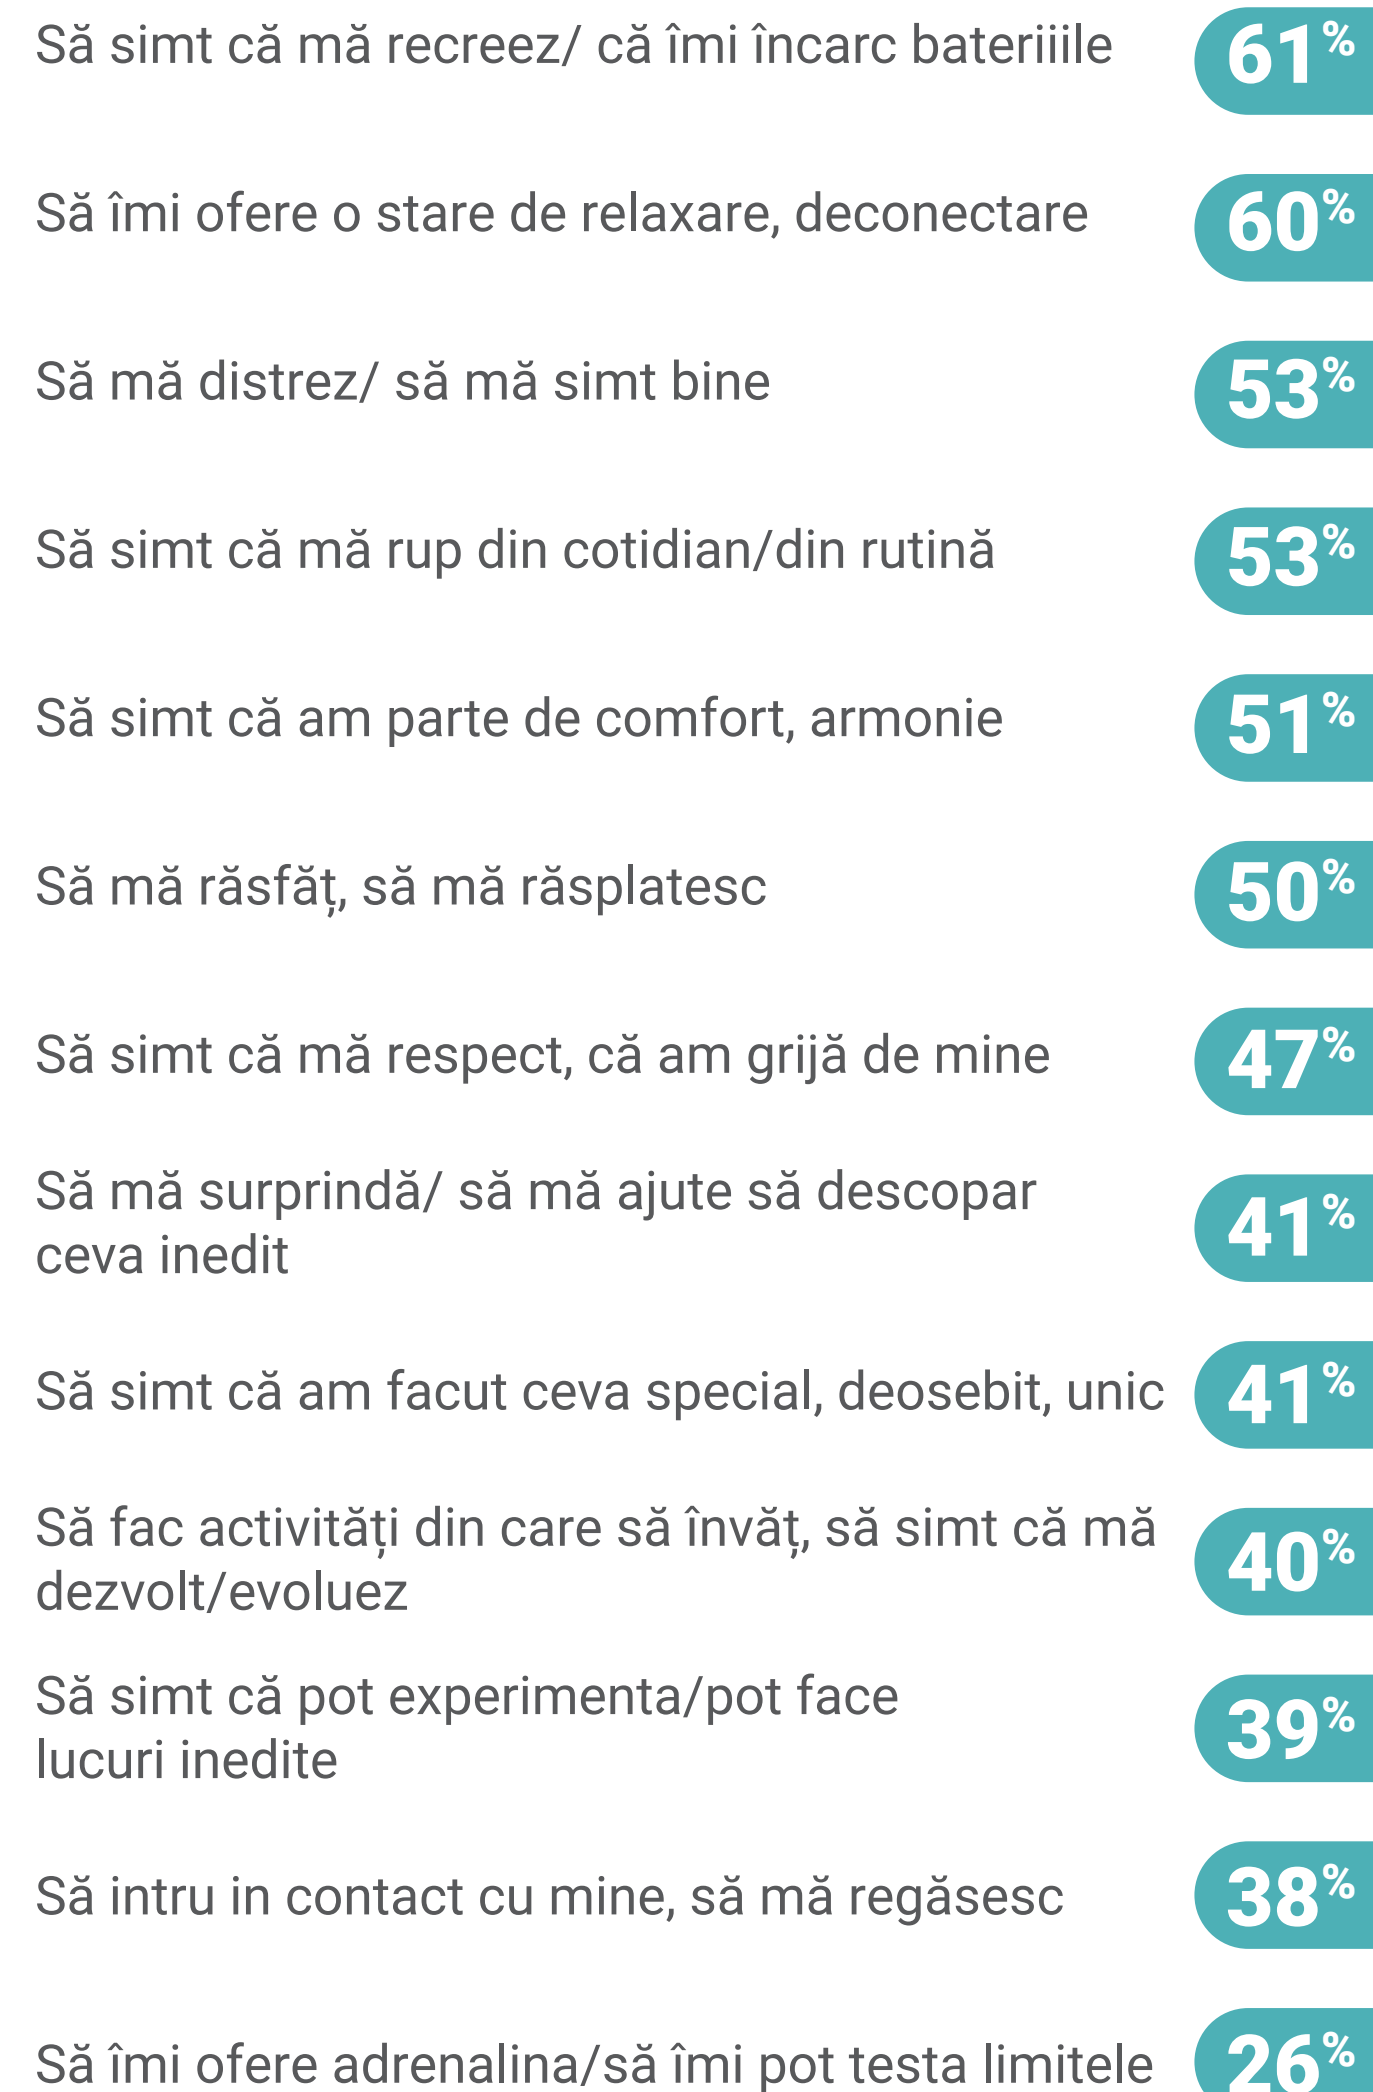 Să simt că mă recreez/ că îmi încarc bateriiile 61%
Să îmi ofere o stare de relaxare, deconectare 60%
Să mă distrez/ să mă simt bine 53%
Să simt că mă rup din cotidian/din rutină 53%
Să simt că am parte de comfort, armonie 51%
Să mă răsfăț, să mă răsplatesc 50%
Să simt că mă respect, că am grijă de mine 47%
Să mă surprindă/ să mă ajute să descopar
ceva inedit
41%
Să simt că am facut ceva special, deosebit, unic 41%
Să fac activități din care să învăț, să simt că mă
dezvolt/evoluez
40%
Să simt că pot experimenta/pot face
lucuri inedite
39%
Să intru in contact cu mine, să mă regăsesc 38%
Să îmi ofere adrenalina/să îmi pot testa limitele 26%